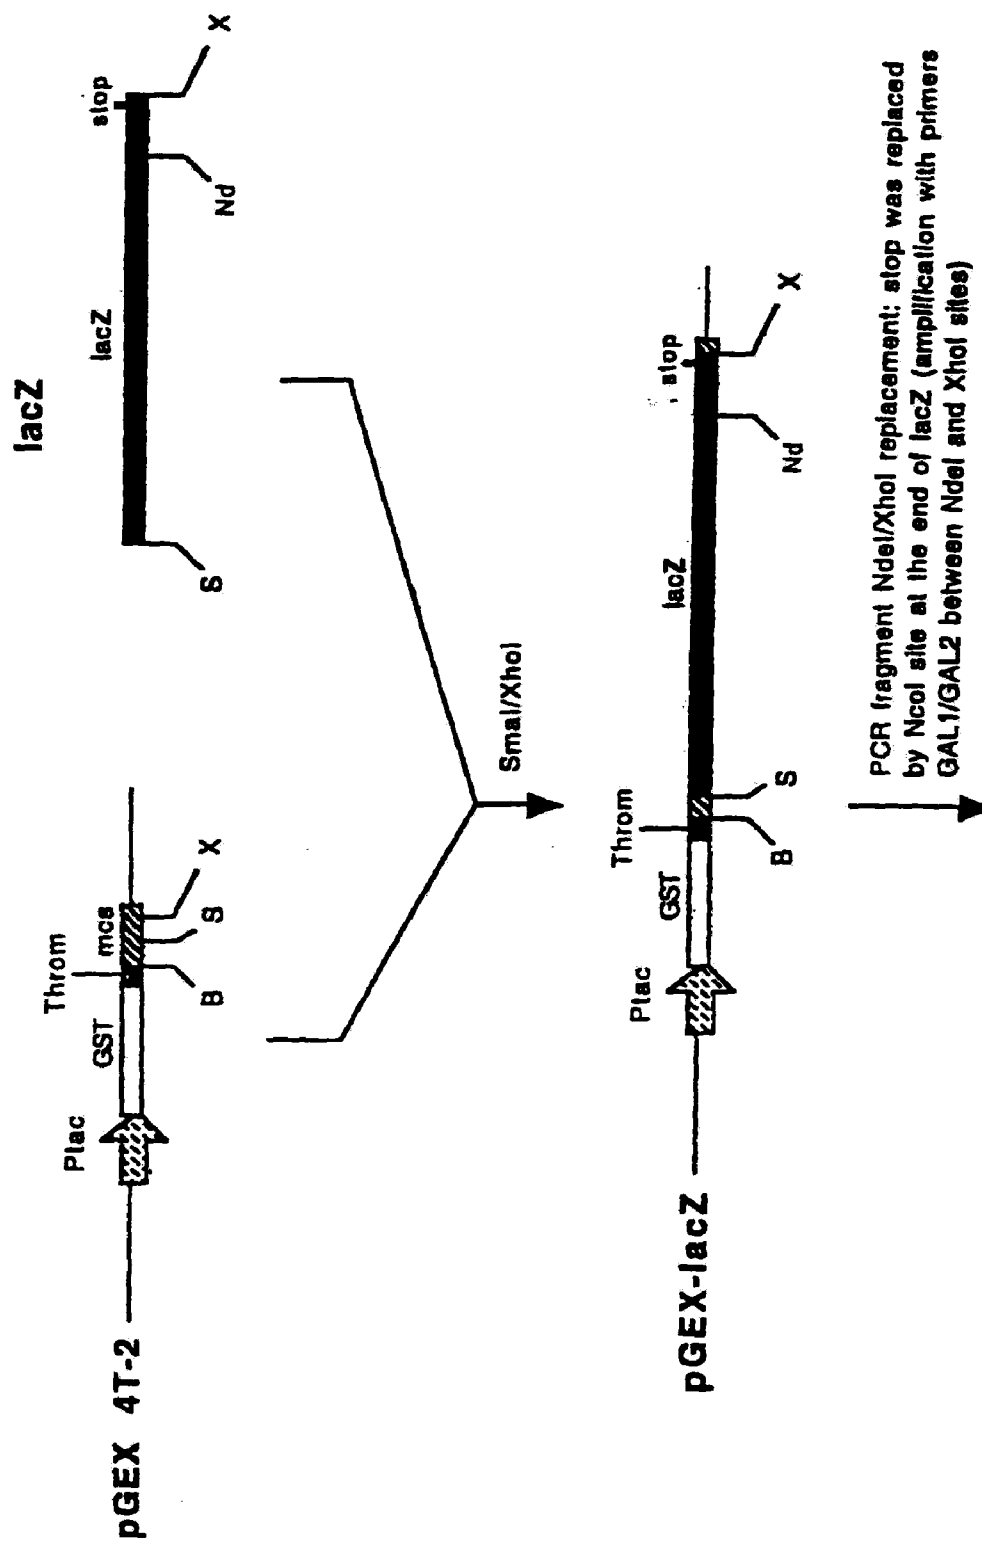 lacZ
pGEX 4T-2
Ptac
GST
Throm
mcs
B
S
X
lacZ
stop
S
Nd
X
SmaI/XhoI
pGEX-lacZ
Ptac
GST
Throm
lacZ
stop
B
S
Nd
X
PCR fragment NdeI/XhoI replacement: stop was replaced
by NcoI site at the end of lacZ (amplification with primers
GAL1/GAL2 between NdeI and XhoI sites)